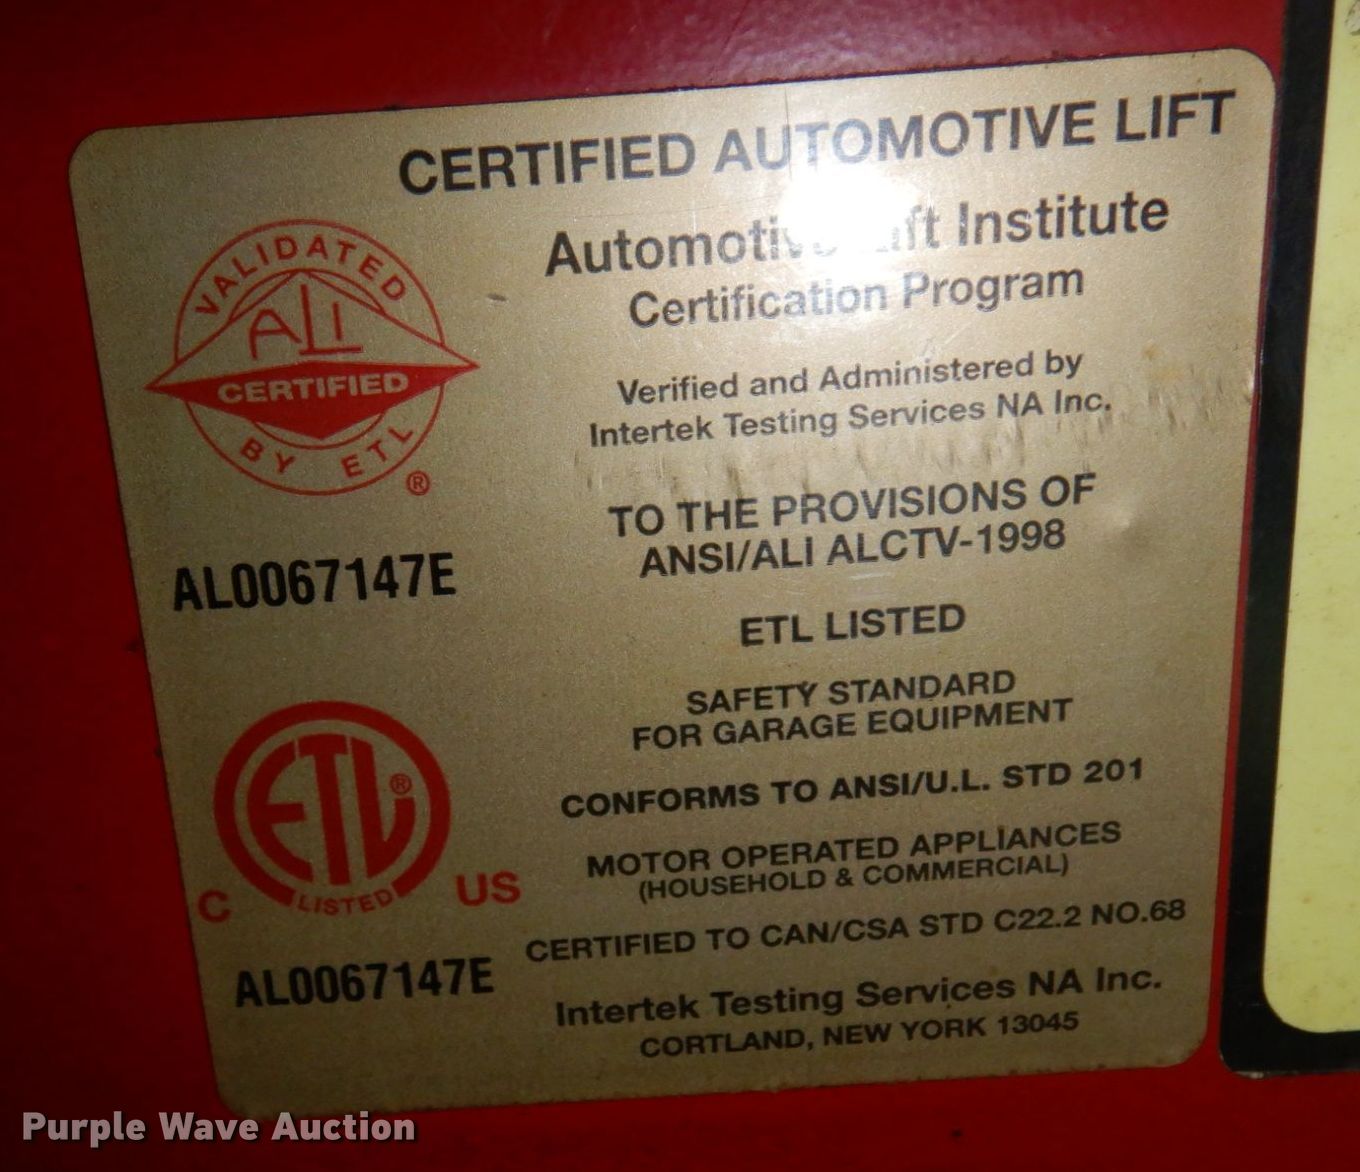 CERTIFIED AUTOMOTIVE LIFT
Automotive Lift Institute
Certification Program
Verified and Administered by
Intertek Testing Services NA Inc.
TO THE PROVISIONS OF
ANSI/ALI ALCTV-1998
ETL LISTED
SAFETY STANDARD
FOR GARAGE EQUIPMENT
CONFORMS TO ANSI/U.L. STD 201
MOTOR OPERATED APPLIANCES
(HOUSEHOLD & COMMERCIAL)
CERTIFIED TO CAN/CSA STD C22.2 NO.68
Intertek Testing Services NA Inc.
CORTLAND, NEW YORK 13045
VALIDATED
ALI
CERTIFIED
BY ETL
®
AL0067147E
ETL®
LISTED
C US
AL0067147E
Purple Wave Auction